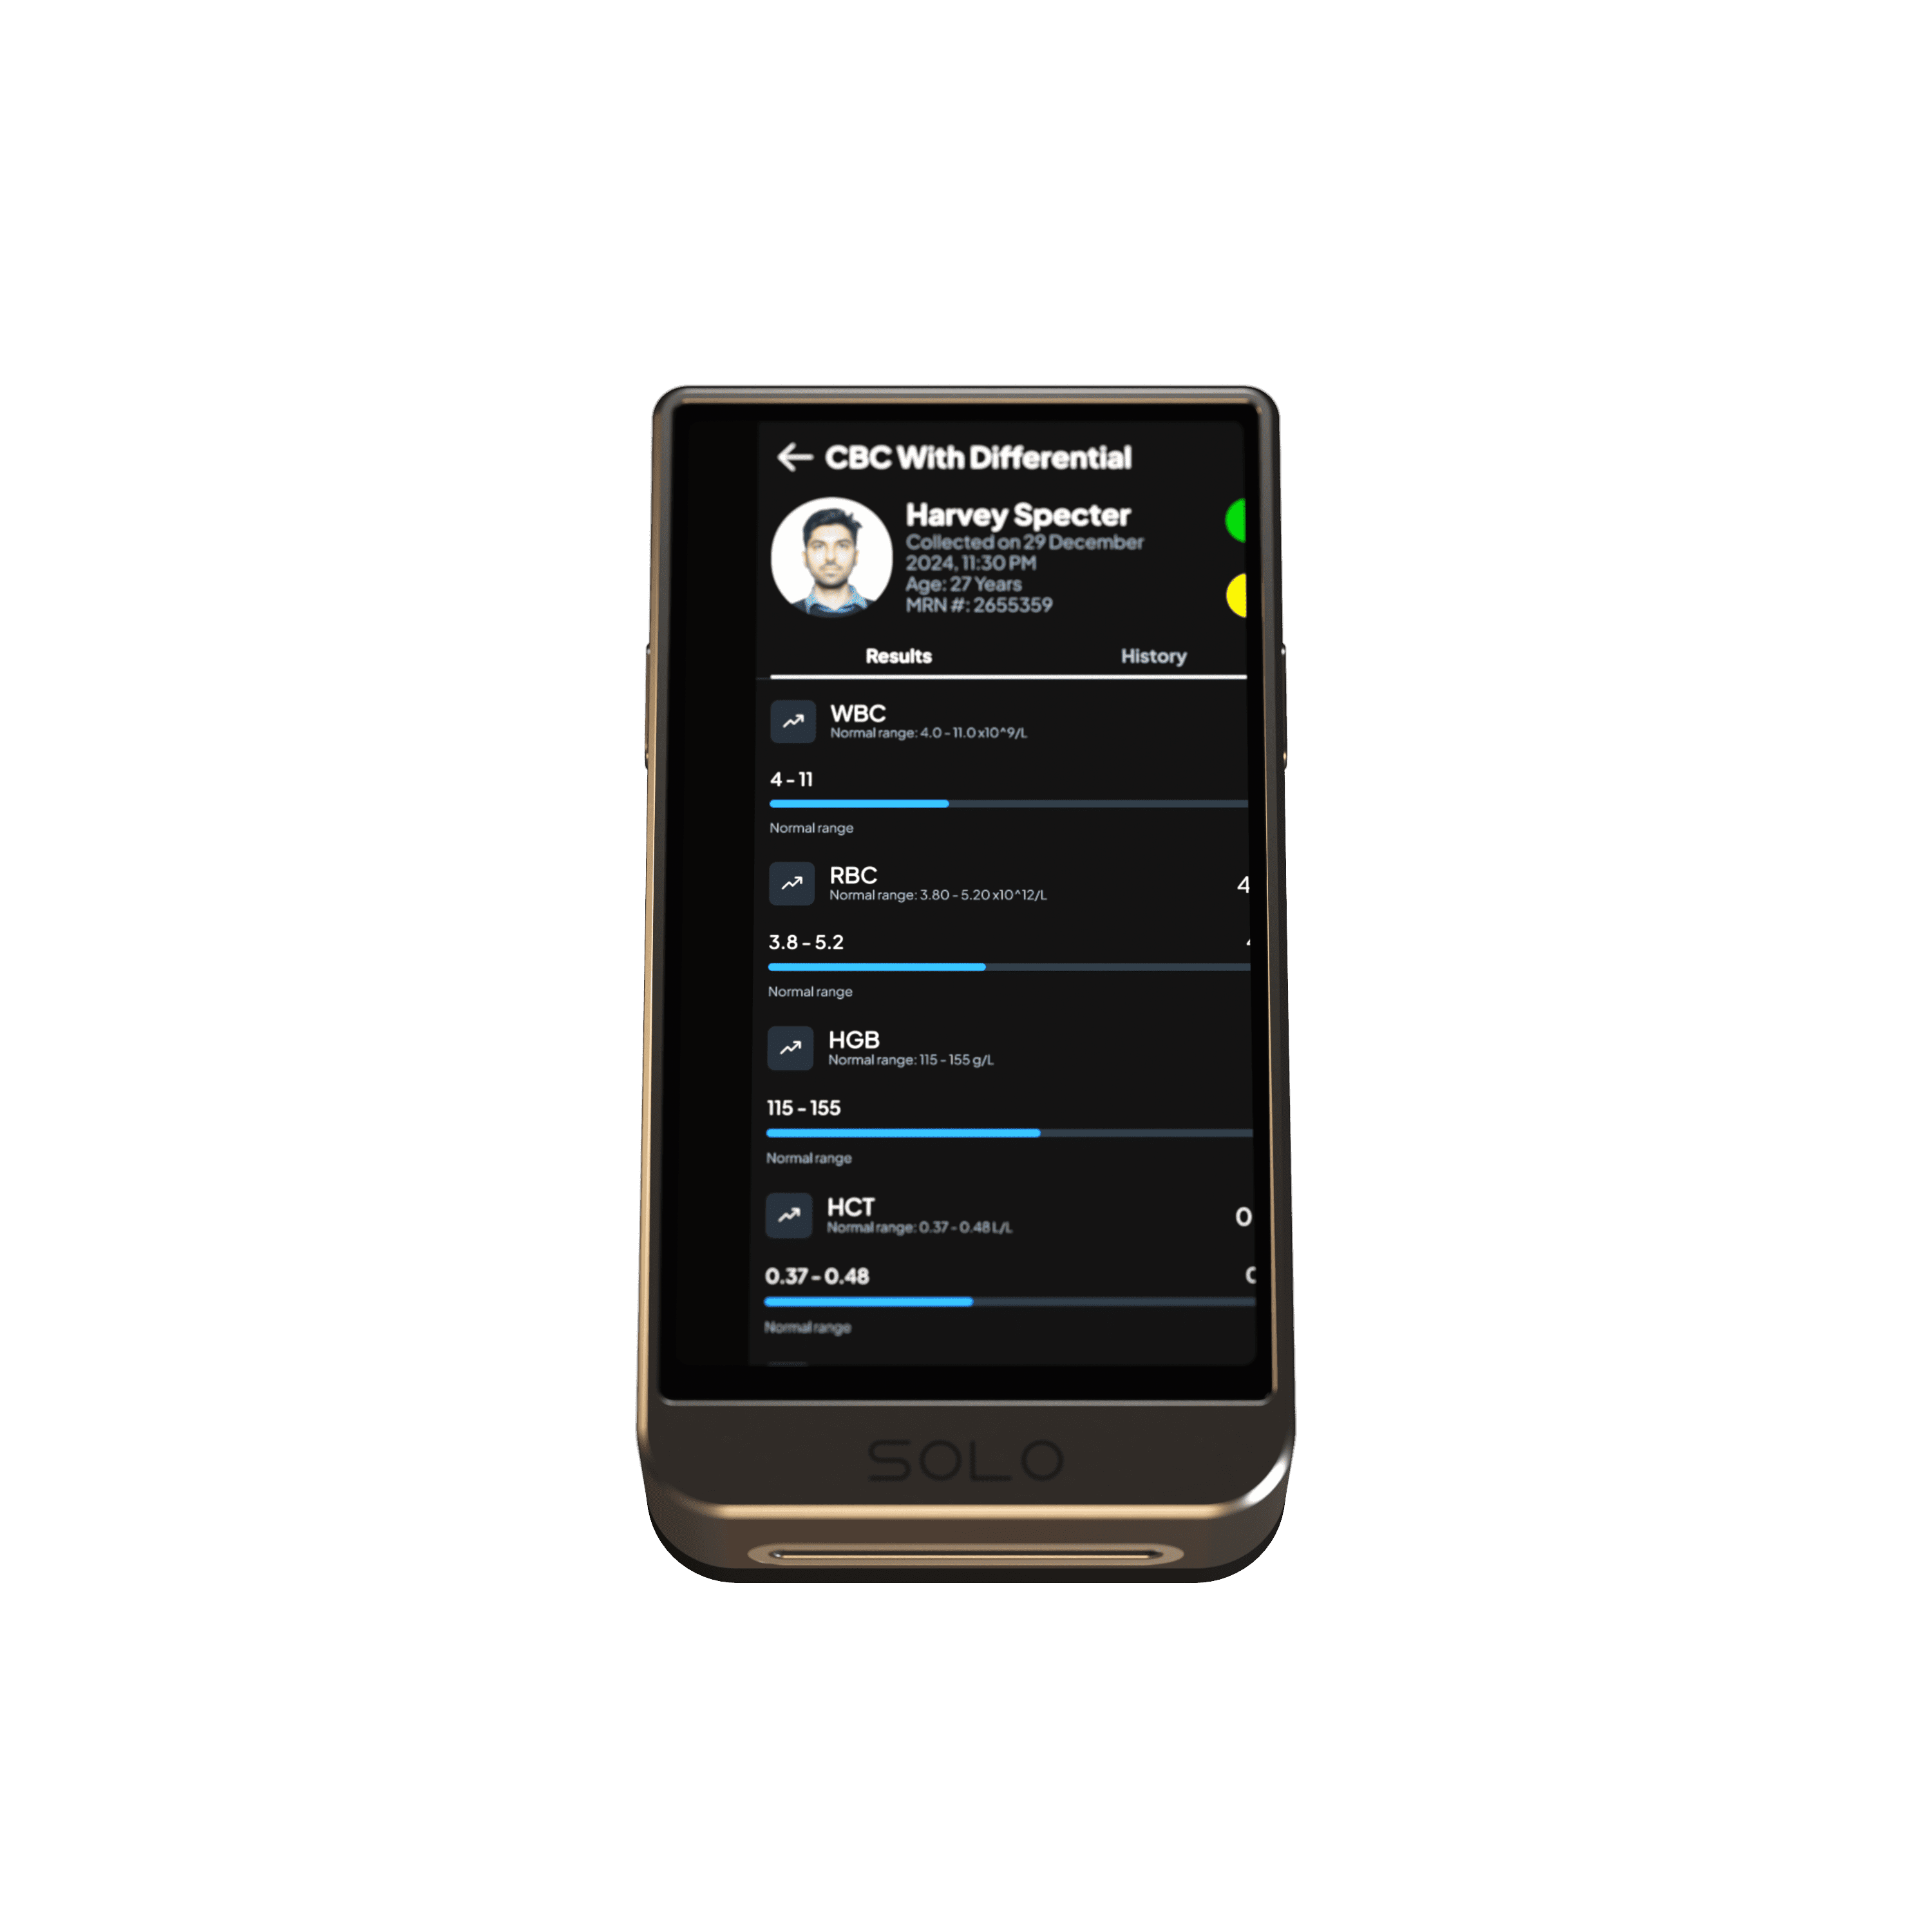 CBC With Differential
Harvey Specter
Collected on 29 December
2024, 11:30 PM
Age: 27 Years
MRN #: 2655359
Results History
WBC
Normal range: 4.0 - 11.0 x10^9/L
4 - 11
Normal range
RBC
Normal range: 3.80 - 5.20 x10^12/L
4
3.8 - 5.2
Normal range
HGB
Normal range: 115 - 155 g/L
115 - 155
Normal range
HCT
Normal range: 0.37 - 0.48 L/L
0
0.37 - 0.48
Normal range
SOLO